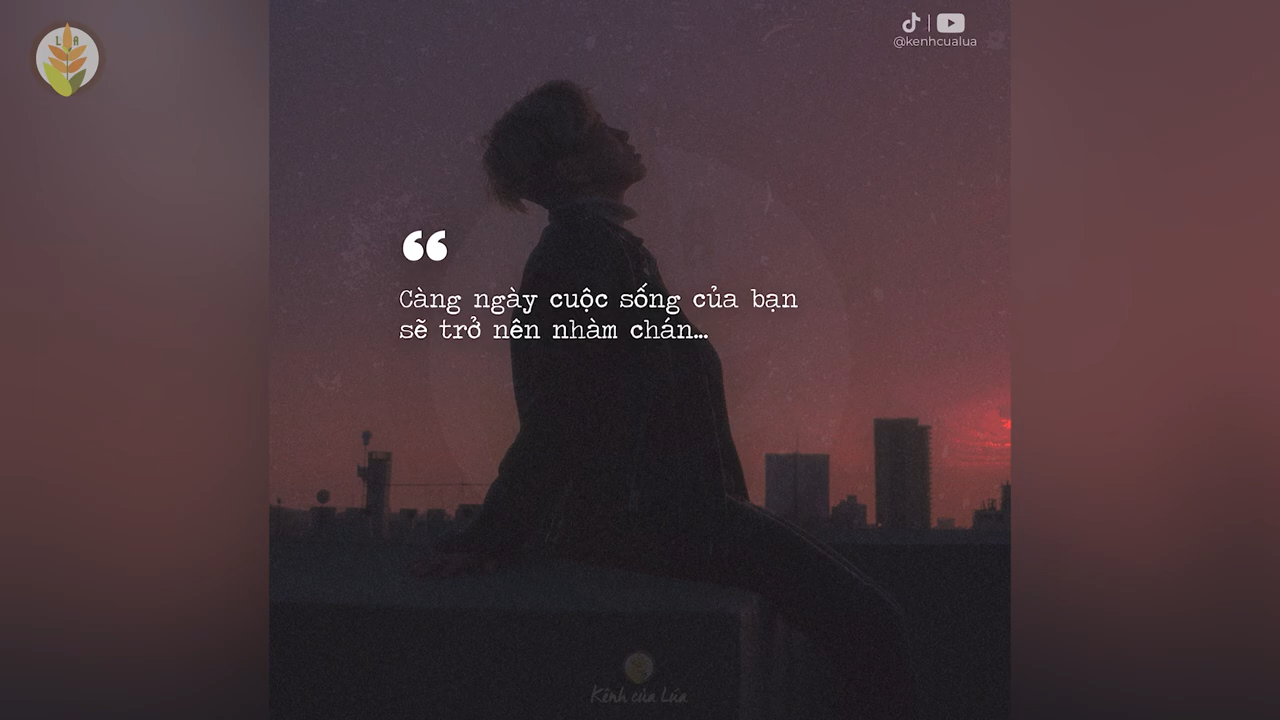 L A
@kenhcualua
Càng ngày cuộc sống của bạn
sẽ trở nên nhàm chán...
Kênh của Lúa